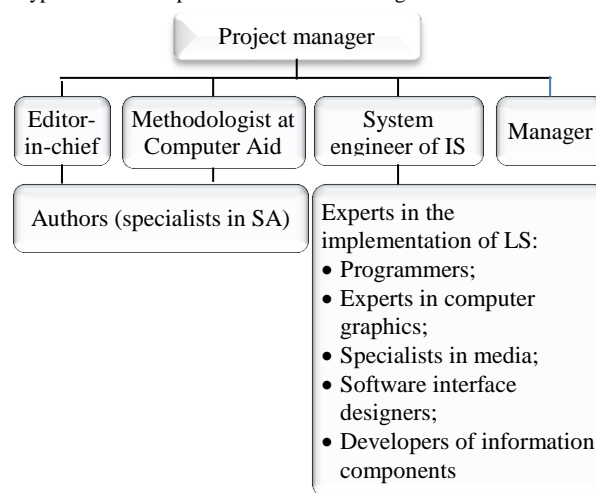 Project manager
Editor-
in-chief
Methodologist at
Computer Aid
System
engineer of IS
Manager
Authors (specialists in SA)
Experts in the
implementation of LS:
• Programmers;
• Experts in computer
graphics;
• Specialists in media;
• Software interface
designers;
• Developers of information
components